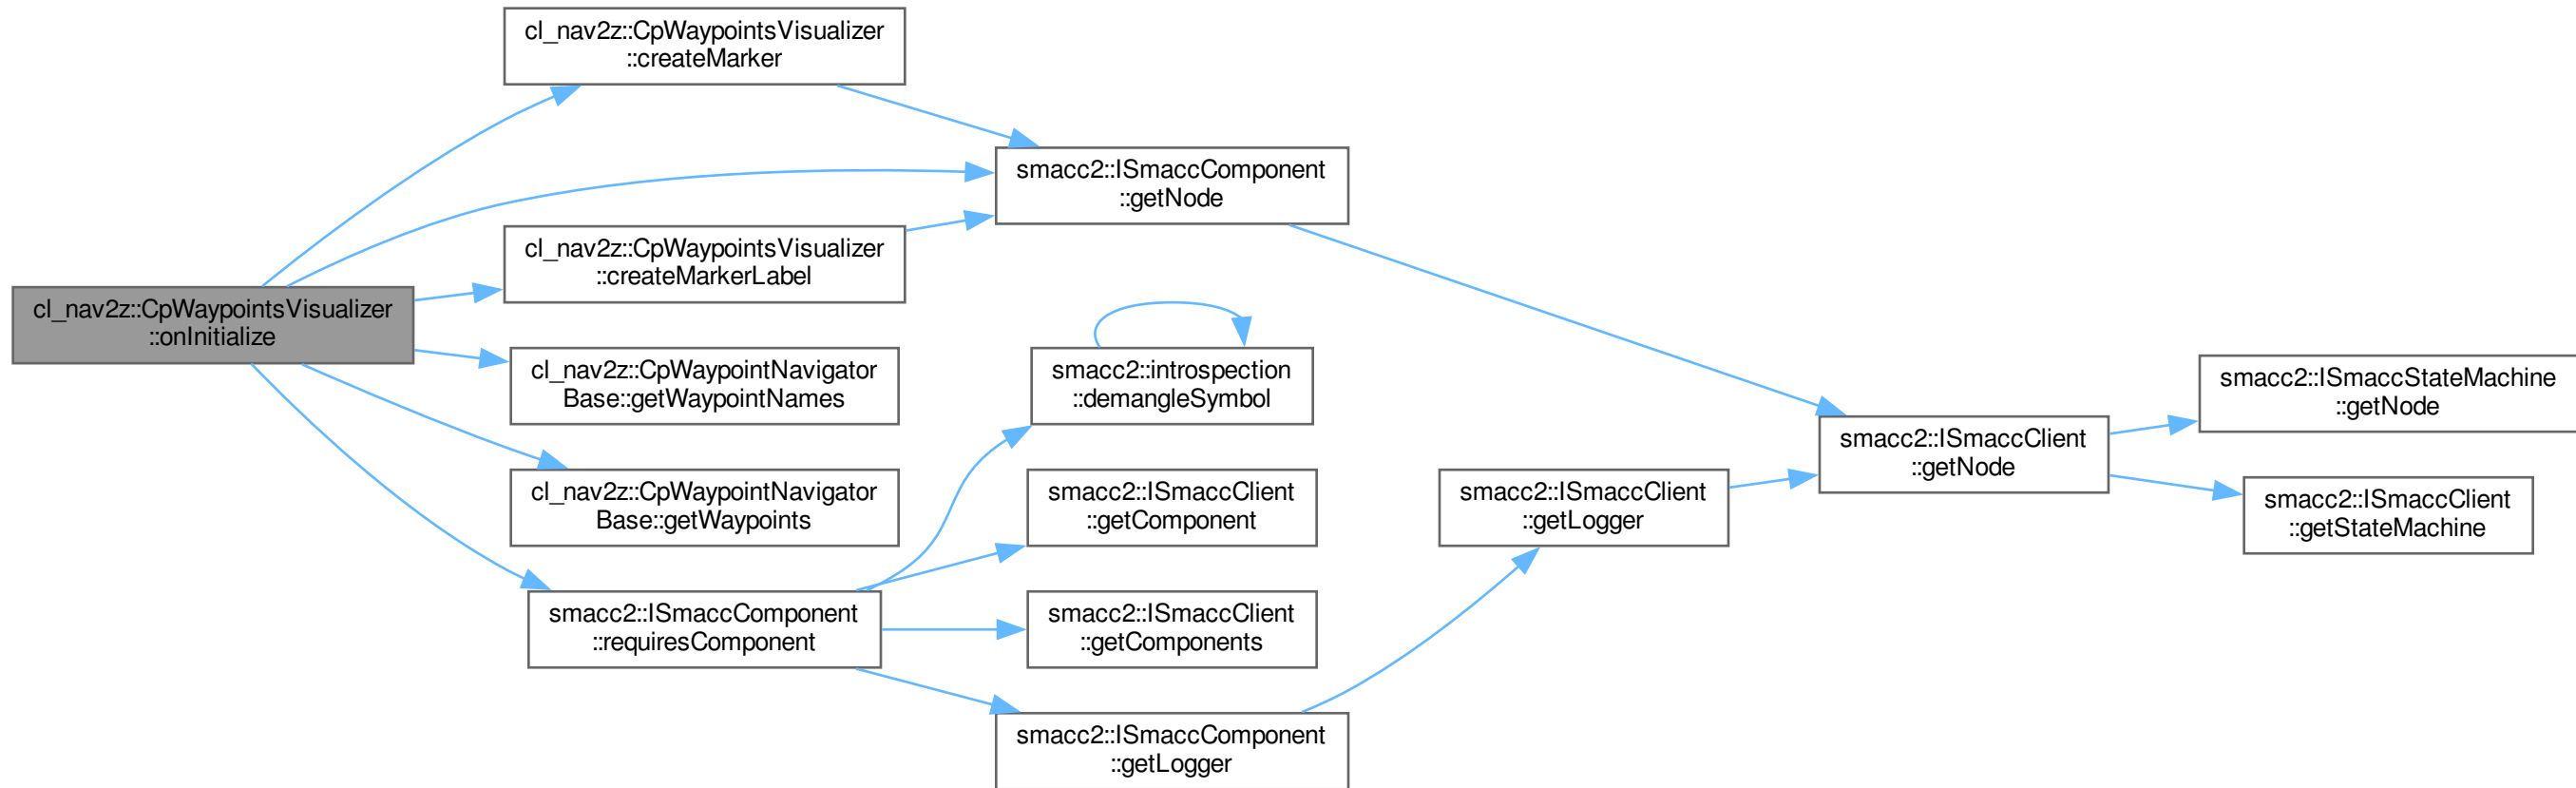 cl_nav2z::CpWaypointsVisualizer
::createMarker
smacc2::ISmaccComponent
::getNode
cl_nav2z::CpWaypointsVisualizer
::createMarkerLabel
cl_nav2z::CpWaypointsVisualizer
::onInitialize
cl_nav2z::CpWaypointNavigator
Base::getWaypointNames
smacc2::introspection
::demangleSymbol
smacc2::ISmaccStateMachine
::getNode
smacc2::ISmaccClient
::getNode
cl_nav2z::CpWaypointNavigator
Base::getWaypoints
smacc2::ISmaccClient
::getComponent
smacc2::ISmaccClient
::getLogger
smacc2::ISmaccClient
::getStateMachine
smacc2::ISmaccComponent
::requiresComponent
smacc2::ISmaccClient
::getComponents
smacc2::ISmaccComponent
::getLogger